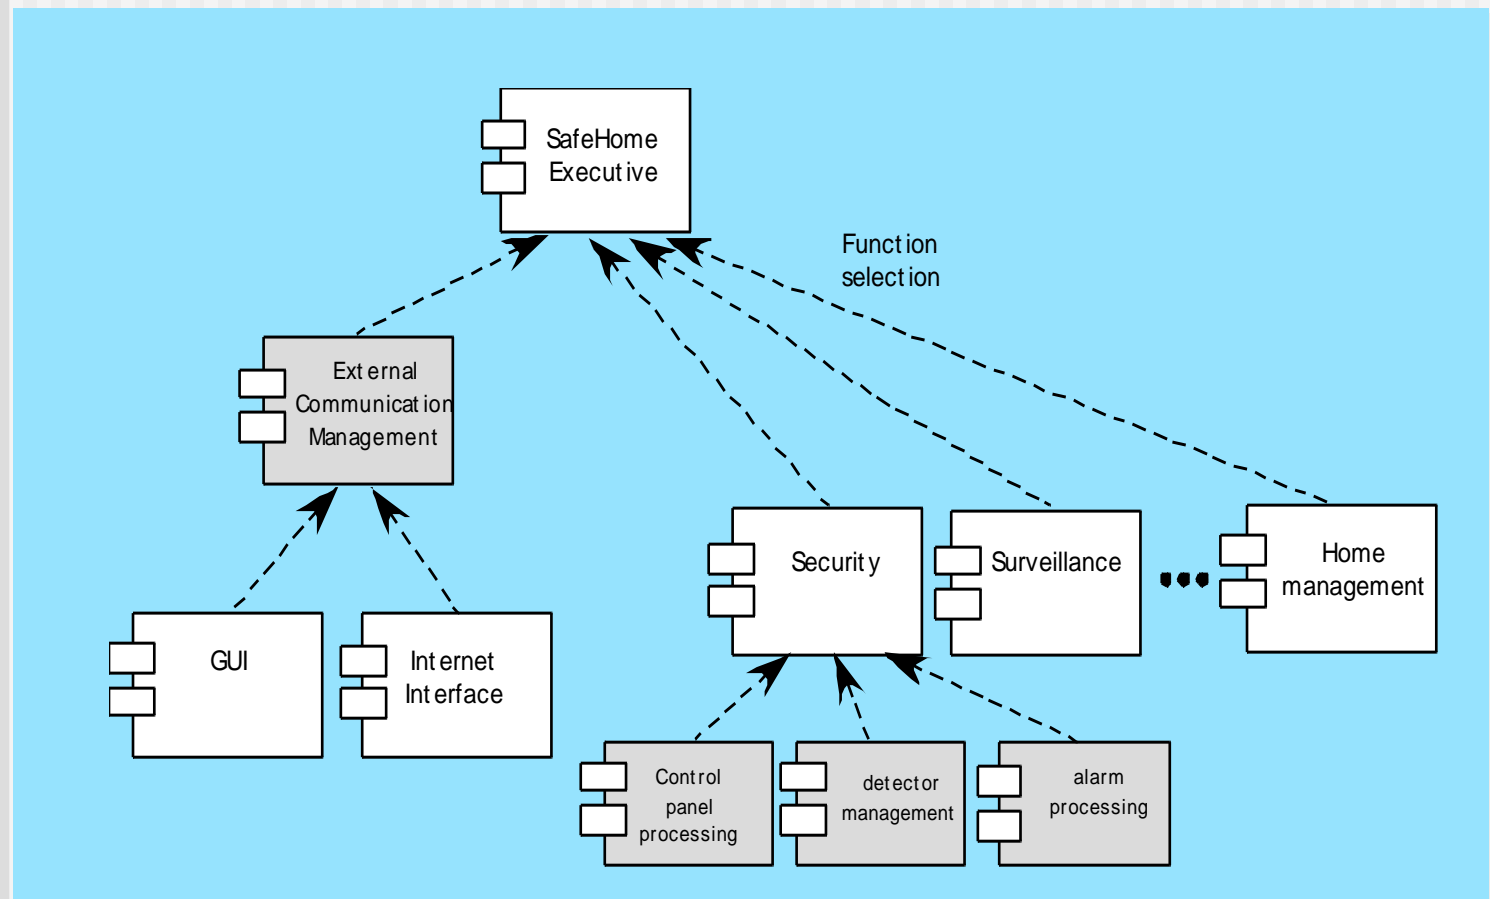 SafeHome
Executive
Function
selection
External
Communication
Management
Security
Surveillance
Home
management
GUI
Internet
Interface
Control
panel
processing
detector
management
alarm
processing